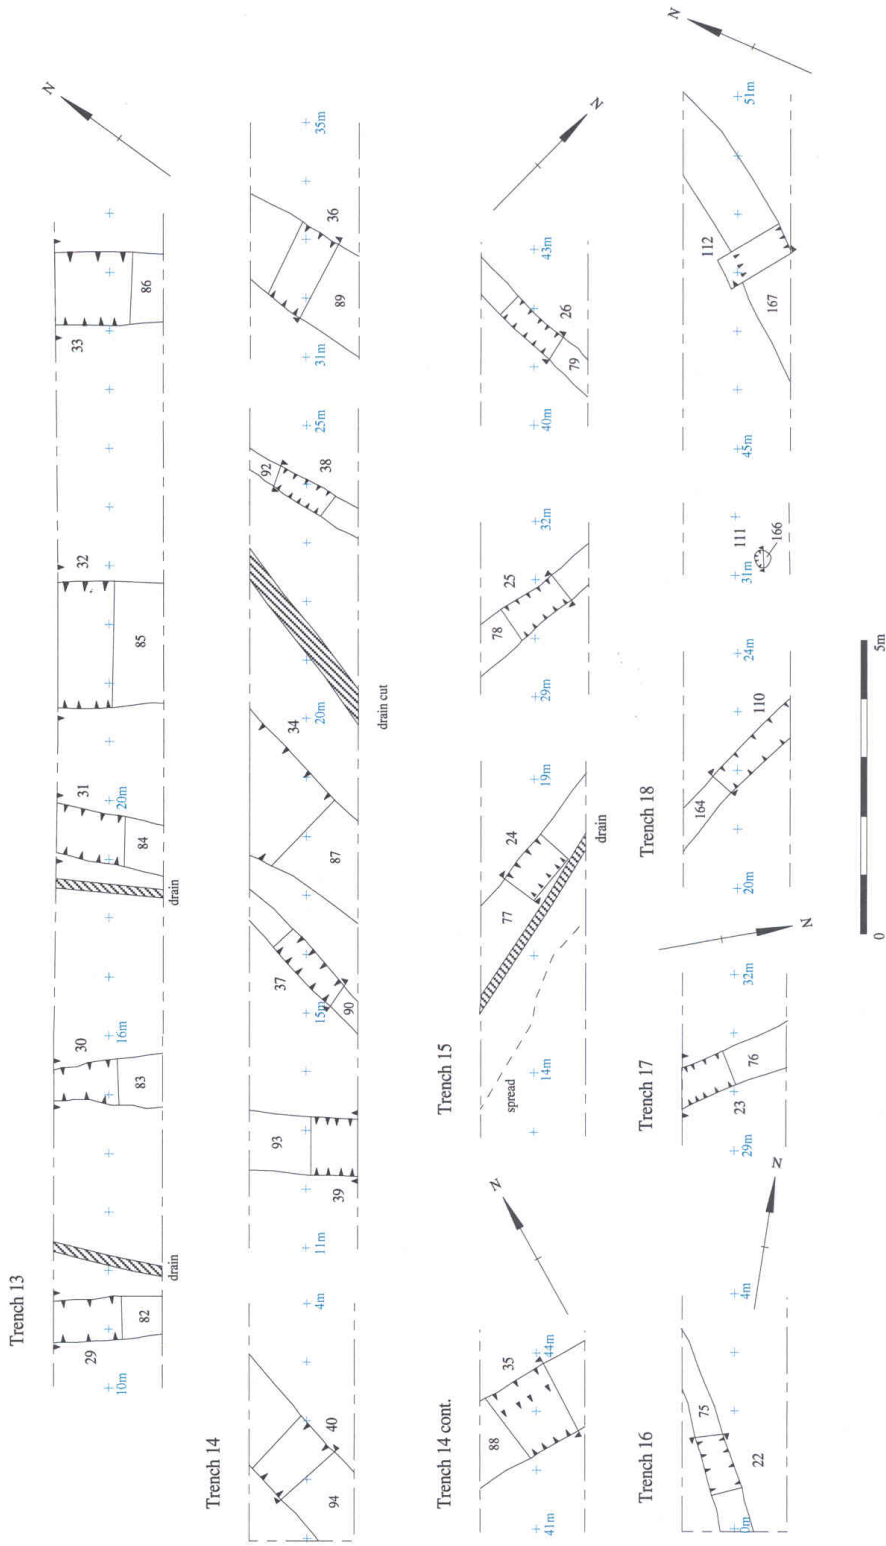 Trench 13
N
29
30
31
32
33
10m
16m
20m
82
83
84
85
86
drain
drain
Trench 14
92
93
37
34
38
36
40
39
4m
11m
15m
20m
25m
31m
35m
94
90
87
89
drain cut
Trench 14 cont.
N
88
35
41m
44m
Trench 15
spread
77
24
78
25
26
79
14m
19m
29m
32m
40m
43m
drain
N
Trench 16
75
22
0m
4m
N
Trench 17
23
76
29m
32m
N
Trench 18
164
110
111
166
112
167
20m
24m
31m
45m
51m
N
0
5m